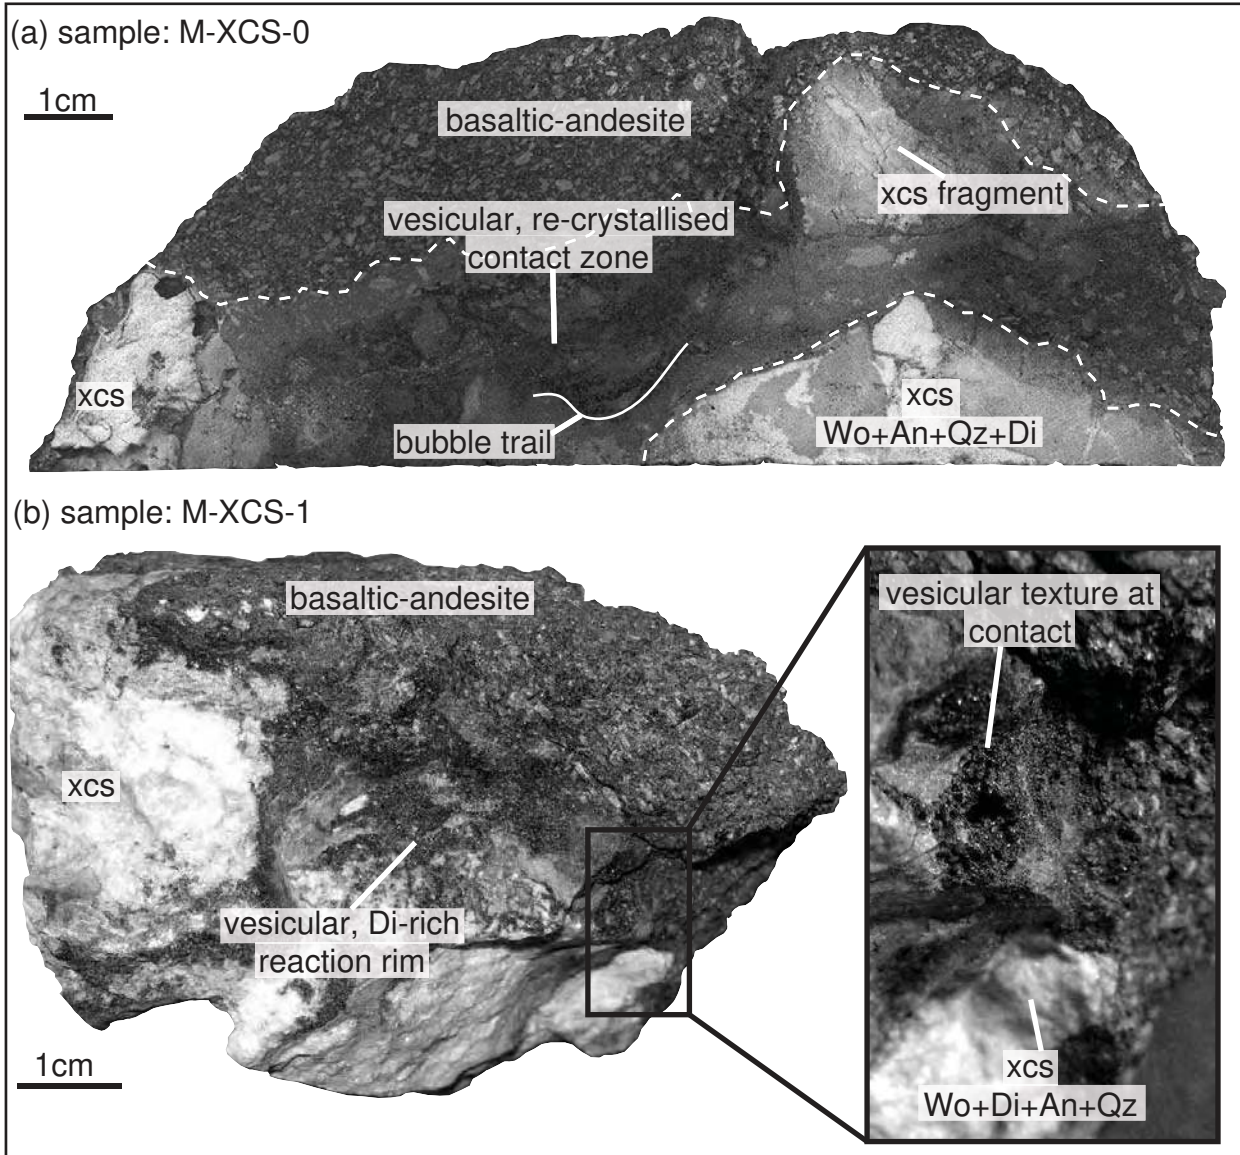 (a) sample: M-XCS-0
1cm
basaltic-andesite
xcs fragment
vesicular, re-crystallised
contact zone
xcs
bubble trail
xcs
Wo+An+Qz+Di
(b) sample: M-XCS-1
basaltic-andesite
vesicular texture at
contact
xcs
vesicular, Di-rich
reaction rim
1cm
xcs
Wo+Di+An+Qz